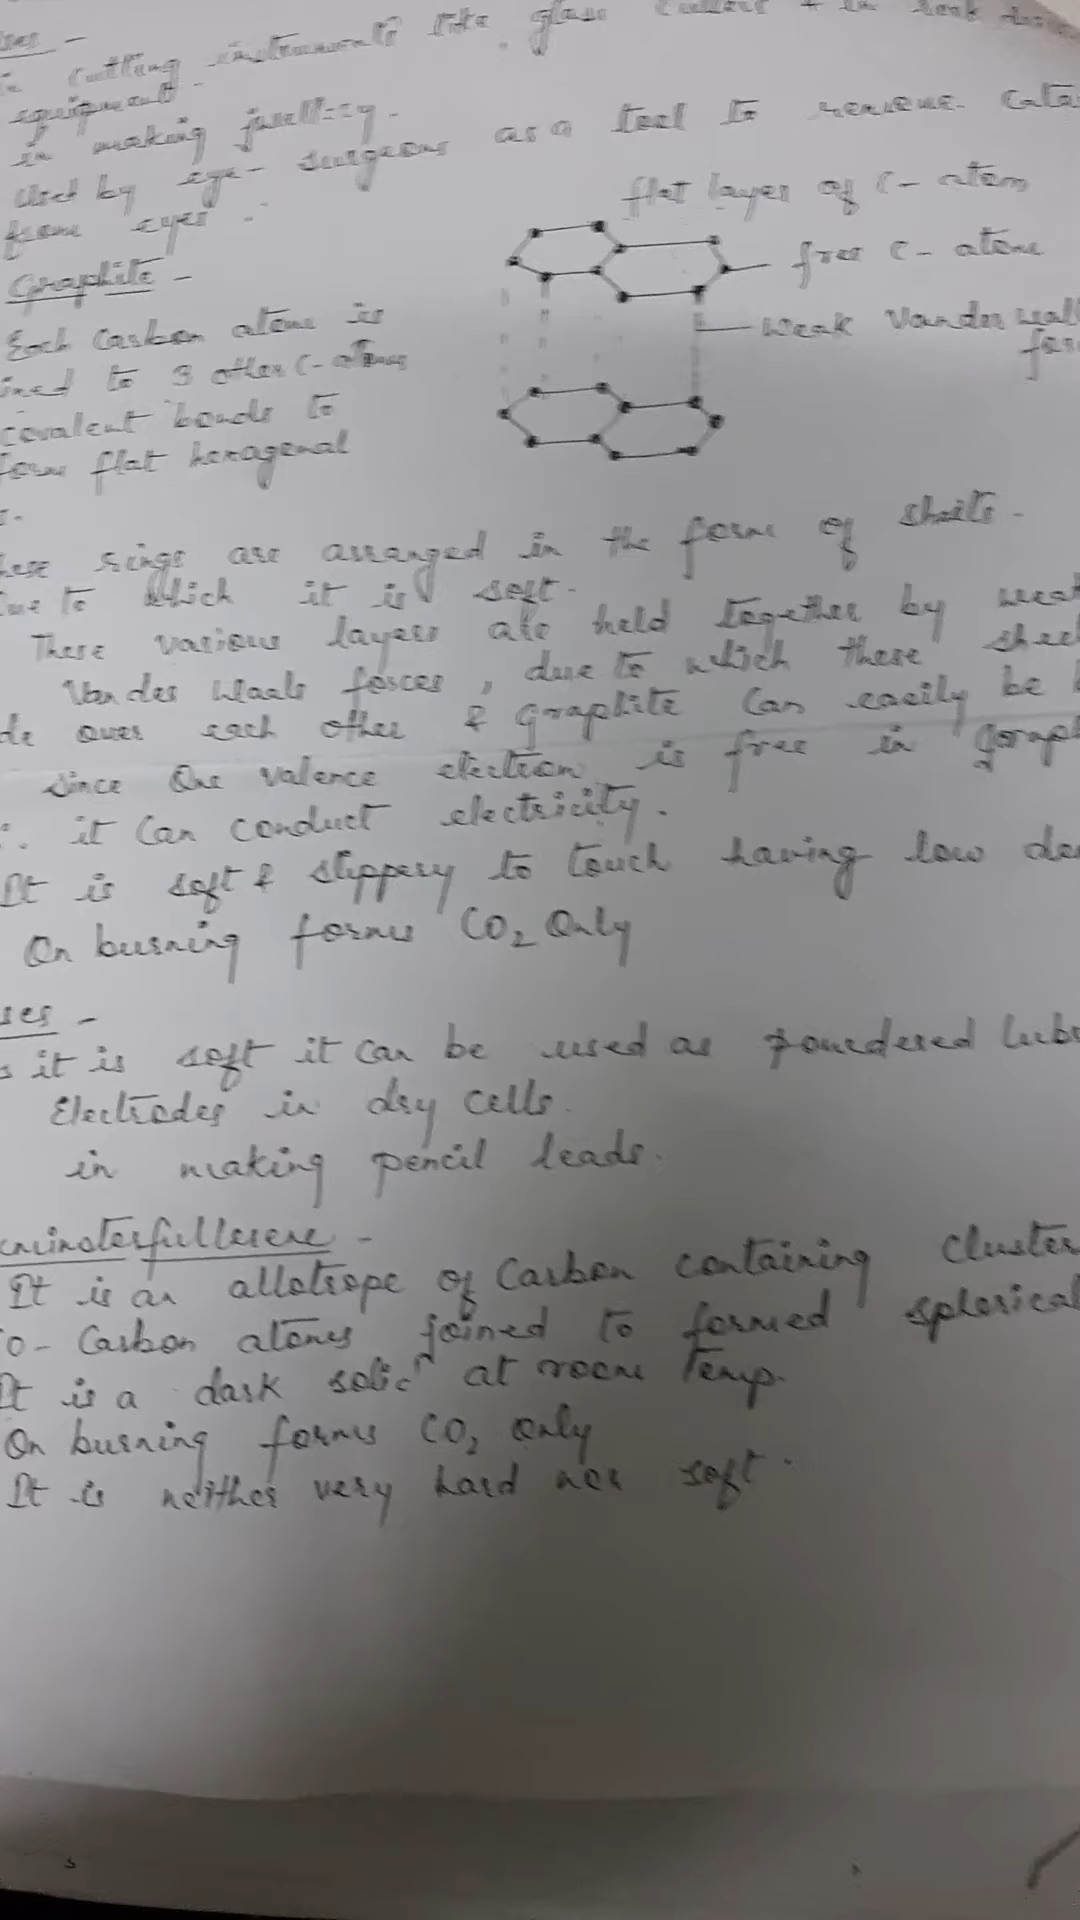 in cutting instruments like glass cutters & in
equipment.
in making
used by eye-surgeons as a tool to remove
from eyes.
Graphite -
flat layer of C- atom
free C- atom
weak Vander
Each Carbon atom is
to 3 other C-atoms
covalent bonds to
form flat hexagonal
rings are arranged in the form of
to which it is soft.
These various layers are held together by
Vander Waals forces, due to which these
over each other & graphite can easily be
since one valence electron is free in
∴ it can conduct electricity.
It is soft & slippery to touch having low
On burning forms CO₂ Only
it is soft it can be used as powdered
Electrodes in dry cells.
in making pencil leads.
It is an allotrope of Carbon containing cluster
Carbon atoms joined to formed spherical
It is a dark solid at room Temp.
On burning forms CO₂ only
It is neither very hard nor soft.